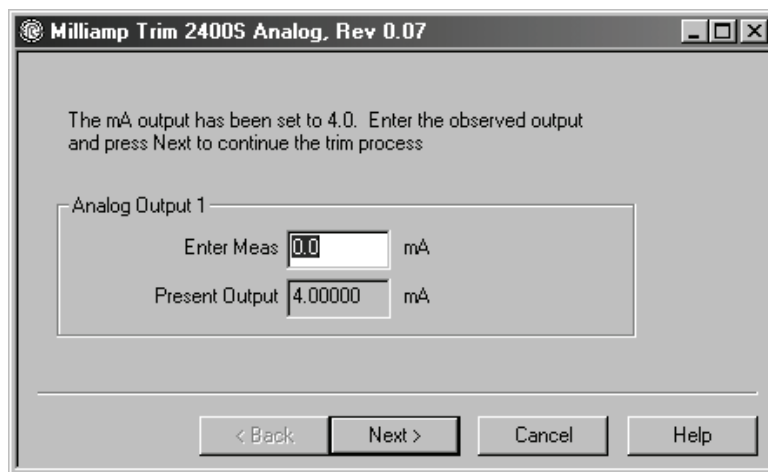 Milliamp Trim 2400S Analog, Rev 0.07
The mA output has been set to 4.0. Enter the observed output
and press Next to continue the trim process
Analog Output 1
Enter Meas 0.0 mA
Present Output 4.00000 mA
< Back Next > Cancel Help